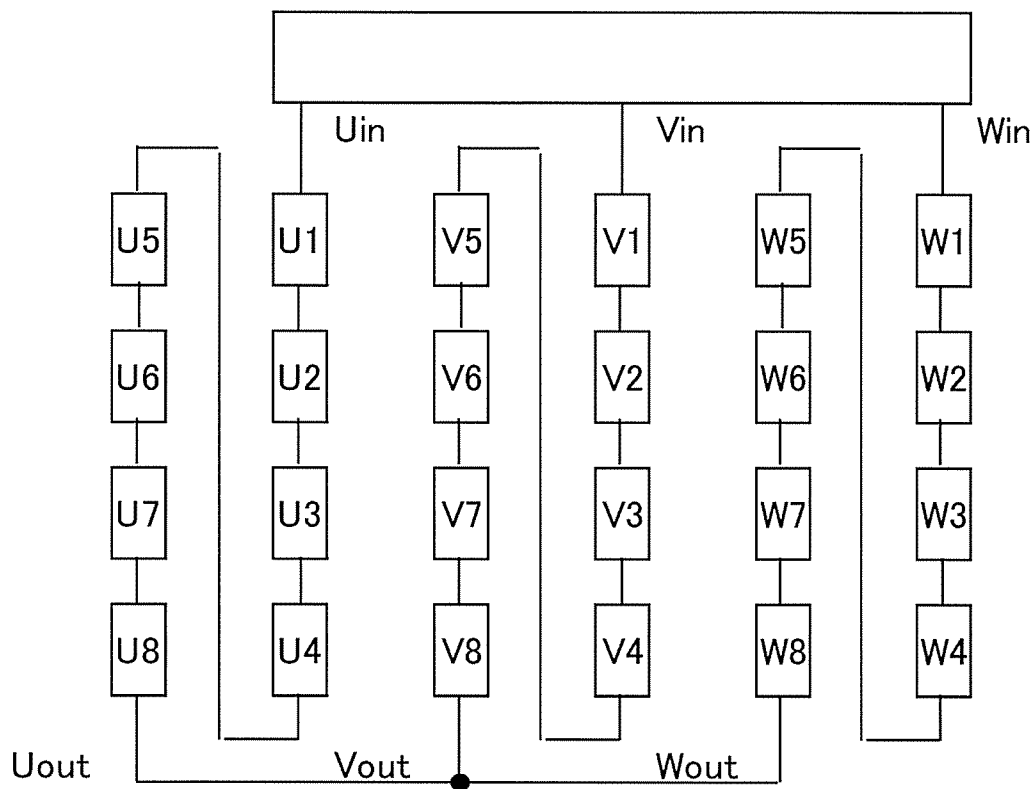 Uin Vin Win
U5 U1 V5 V1 W5 W1
U6 U2 V6 V2 W6 W2
U7 U3 V7 V3 W7 W3
U8 U4 V8 V4 W8 W4
Uout Vout Wout